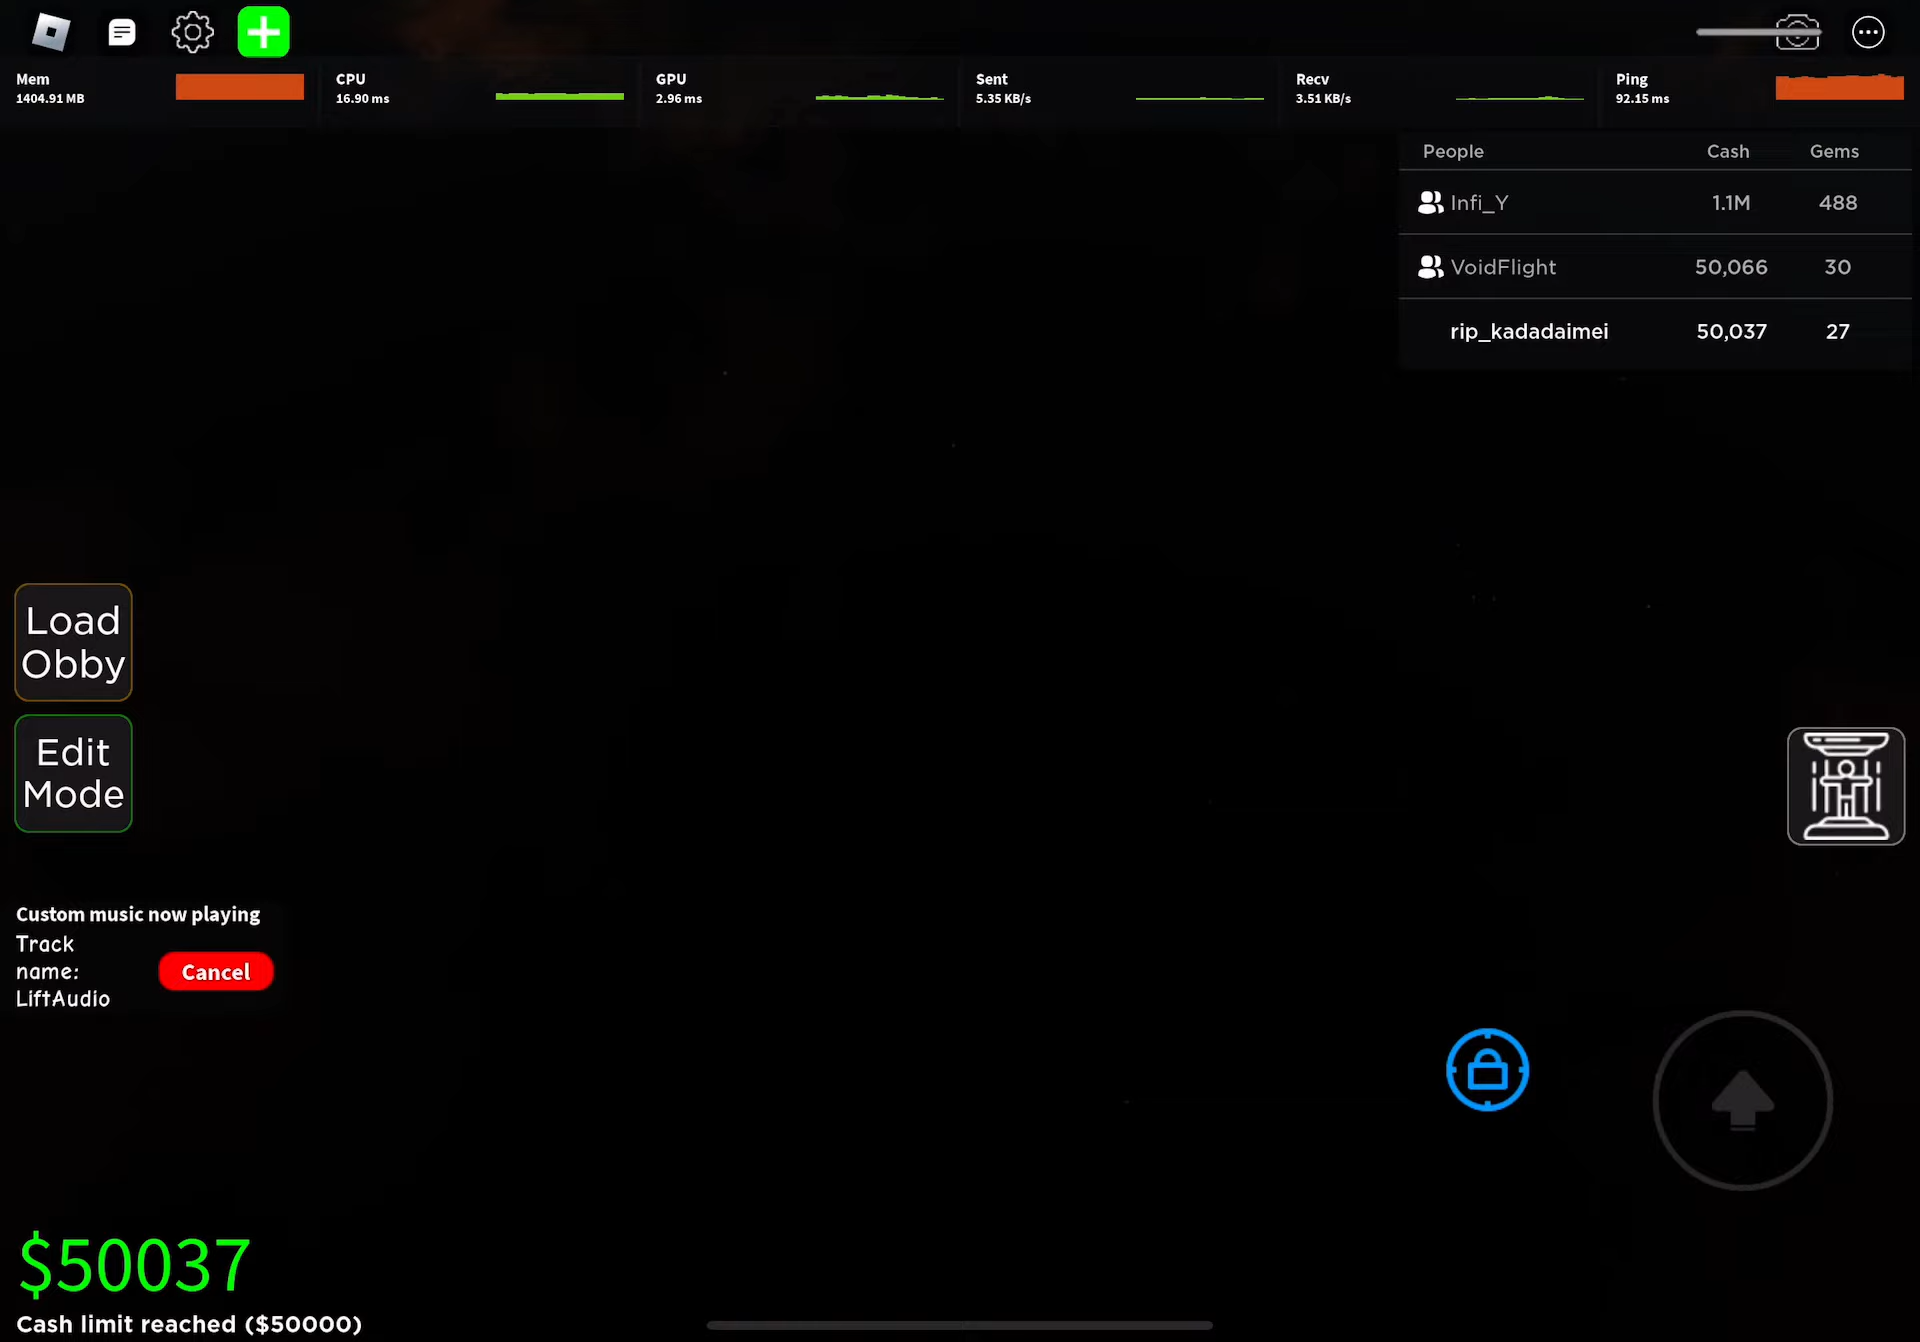 Mem
1404.91 MB
CPU
16.90 ms
GPU
2.96 ms
Sent
5.35 KB/s
Recv
3.51 KB/s
Ping
92.15 ms
People Cash Gems
Infi_Y 1.1M 488
VoidFlight 50,066 30
rip_kadadaimei 50,037 27
Load
Obby
Edit
Mode
Custom music now playing
Track
name:
LiftAudio
Cancel
$50037
Cash limit reached ($50000)